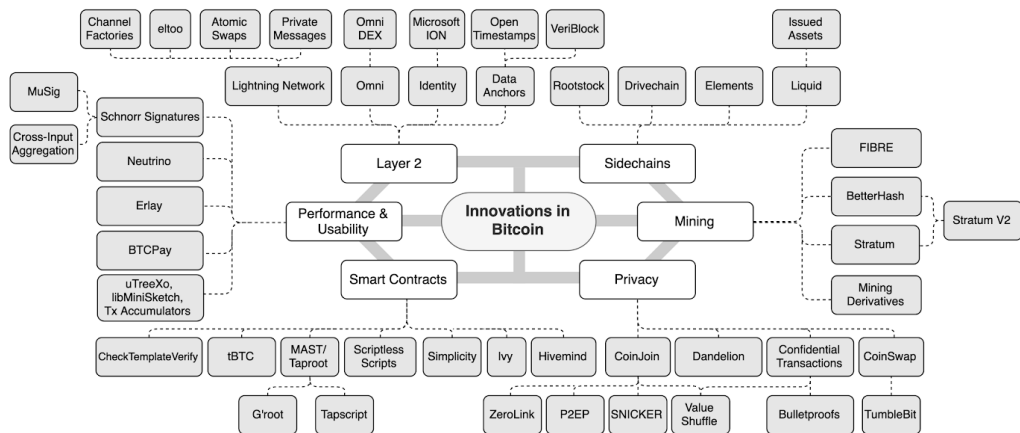 Channel
Factories
eltoo
Atomic
Swaps
Private
Messages
Omni
DEX
Microsoft
ION
Open
Timestamps
VeriBlock
Issued
Assets
Lightning Network
Omni
Identity
Data
Anchors
Rootstock
Drivechain
Elements
Liquid
MuSig
Cross-Input
Aggregation
Schnorr Signatures
Neutrino
Erlay
BTCPay
uTreeXo,
libMiniSketch,
Tx Accumulators
Layer 2
Sidechains
Performance &
Usability
Innovations in
Bitcoin
Mining
Smart Contracts
Privacy
FIBRE
BetterHash
Stratum
Mining
Derivatives
Stratum V2
CheckTemplateVerify
tBTC
MAST/
Taproot
Scriptless
Scripts
Simplicity
Ivy
Hivemind
CoinJoin
Dandelion
Confidential
Transactions
CoinSwap
G'root
Tapscript
ZeroLink
P2EP
SNICKER
Value
Shuffle
Bulletproofs
TumbleBit